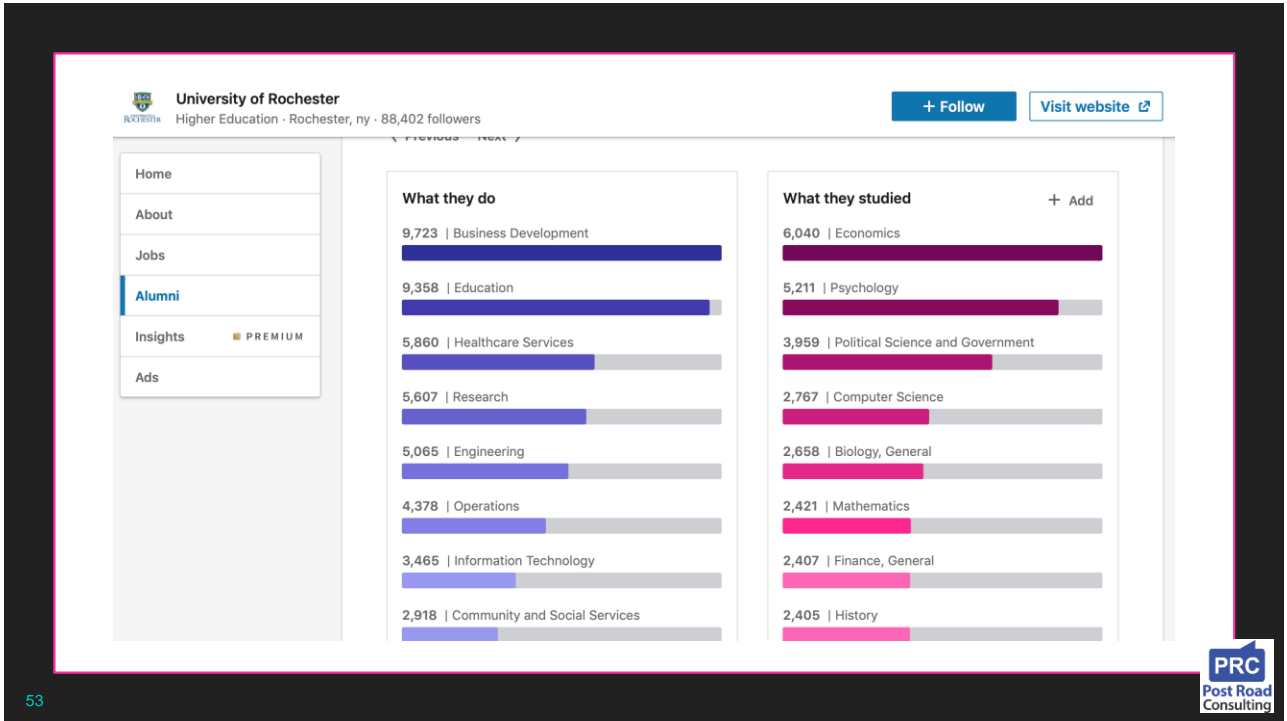 University of Rochester
Higher Education · Rochester, ny · 88,402 followers
+ Follow
Visit website
Previous Next
Home
About
Jobs
Alumni
Insights PREMIUM
Ads
What they do
9,723 | Business Development
9,358 | Education
5,860 | Healthcare Services
5,607 | Research
5,065 | Engineering
4,378 | Operations
3,465 | Information Technology
2,918 | Community and Social Services
What they studied
+ Add
6,040 | Economics
5,211 | Psychology
3,959 | Political Science and Government
2,767 | Computer Science
2,658 | Biology, General
2,421 | Mathematics
2,407 | Finance, General
2,405 | History
53
PRC
Post Road
Consulting